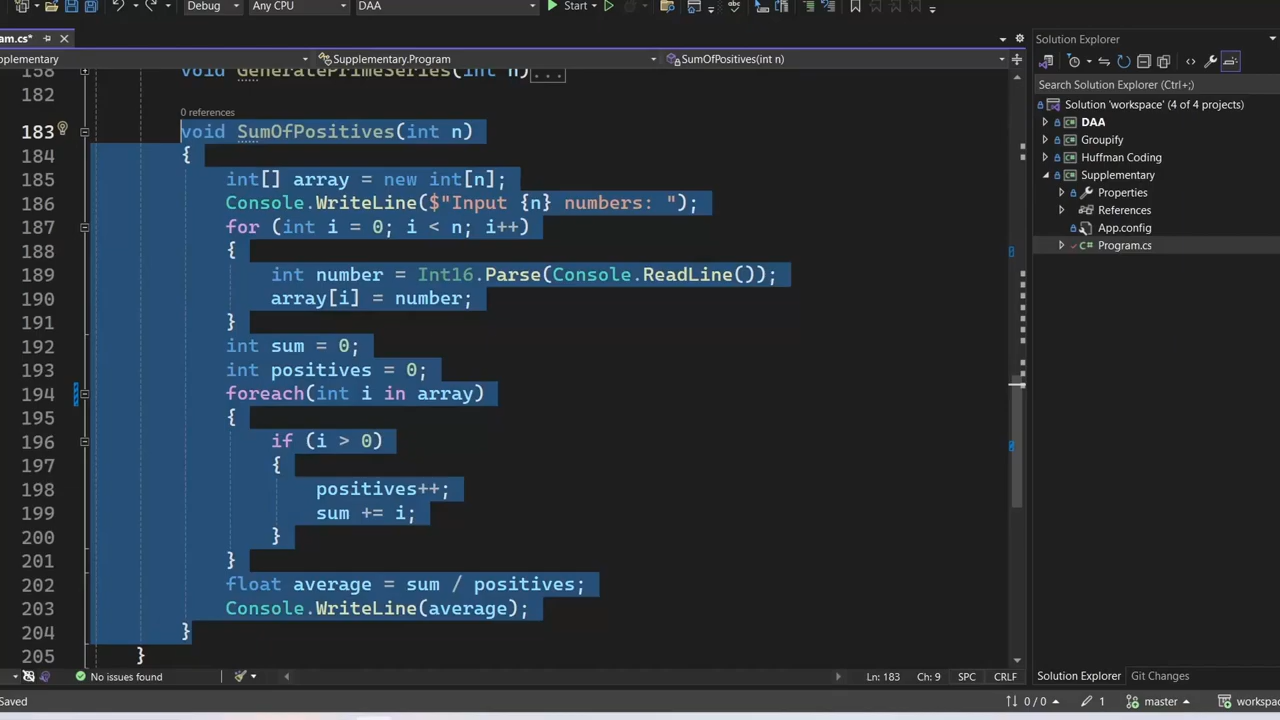 Debug
Any CPU
DAA
Start
am.cs*
pplementary
Supplementary.Program
SumOfPositives(int n)
158
void GeneratePrimeSeries(int n)...
182
0 references
183 void SumOfPositives(int n)
184 {
185 int[] array = new int[n];
186 Console.WriteLine($"Input {n} numbers: ");
187 for (int i = 0; i < n; i++)
188 {
189 int number = Int16.Parse(Console.ReadLine());
190 array[i] = number;
191 }
192 int sum = 0;
193 int positives = 0;
194 foreach(int i in array)
195 {
196 if (i > 0)
197 {
198 positives++;
199 sum += i;
200 }
201 }
202 float average = sum / positives;
203 Console.WriteLine(average);
204 }
205 }
No issues found
Ln: 183
Ch: 9
SPC
CRLF
Saved
Solution Explorer
Search Solution Explorer (Ctrl+;)
Solution 'workspace' (4 of 4 projects)
DAA
Groupify
Huffman Coding
Supplementary
Properties
References
App.config
C# Program.cs
Solution Explorer
Git Changes
0 / 0
1
master
workspac